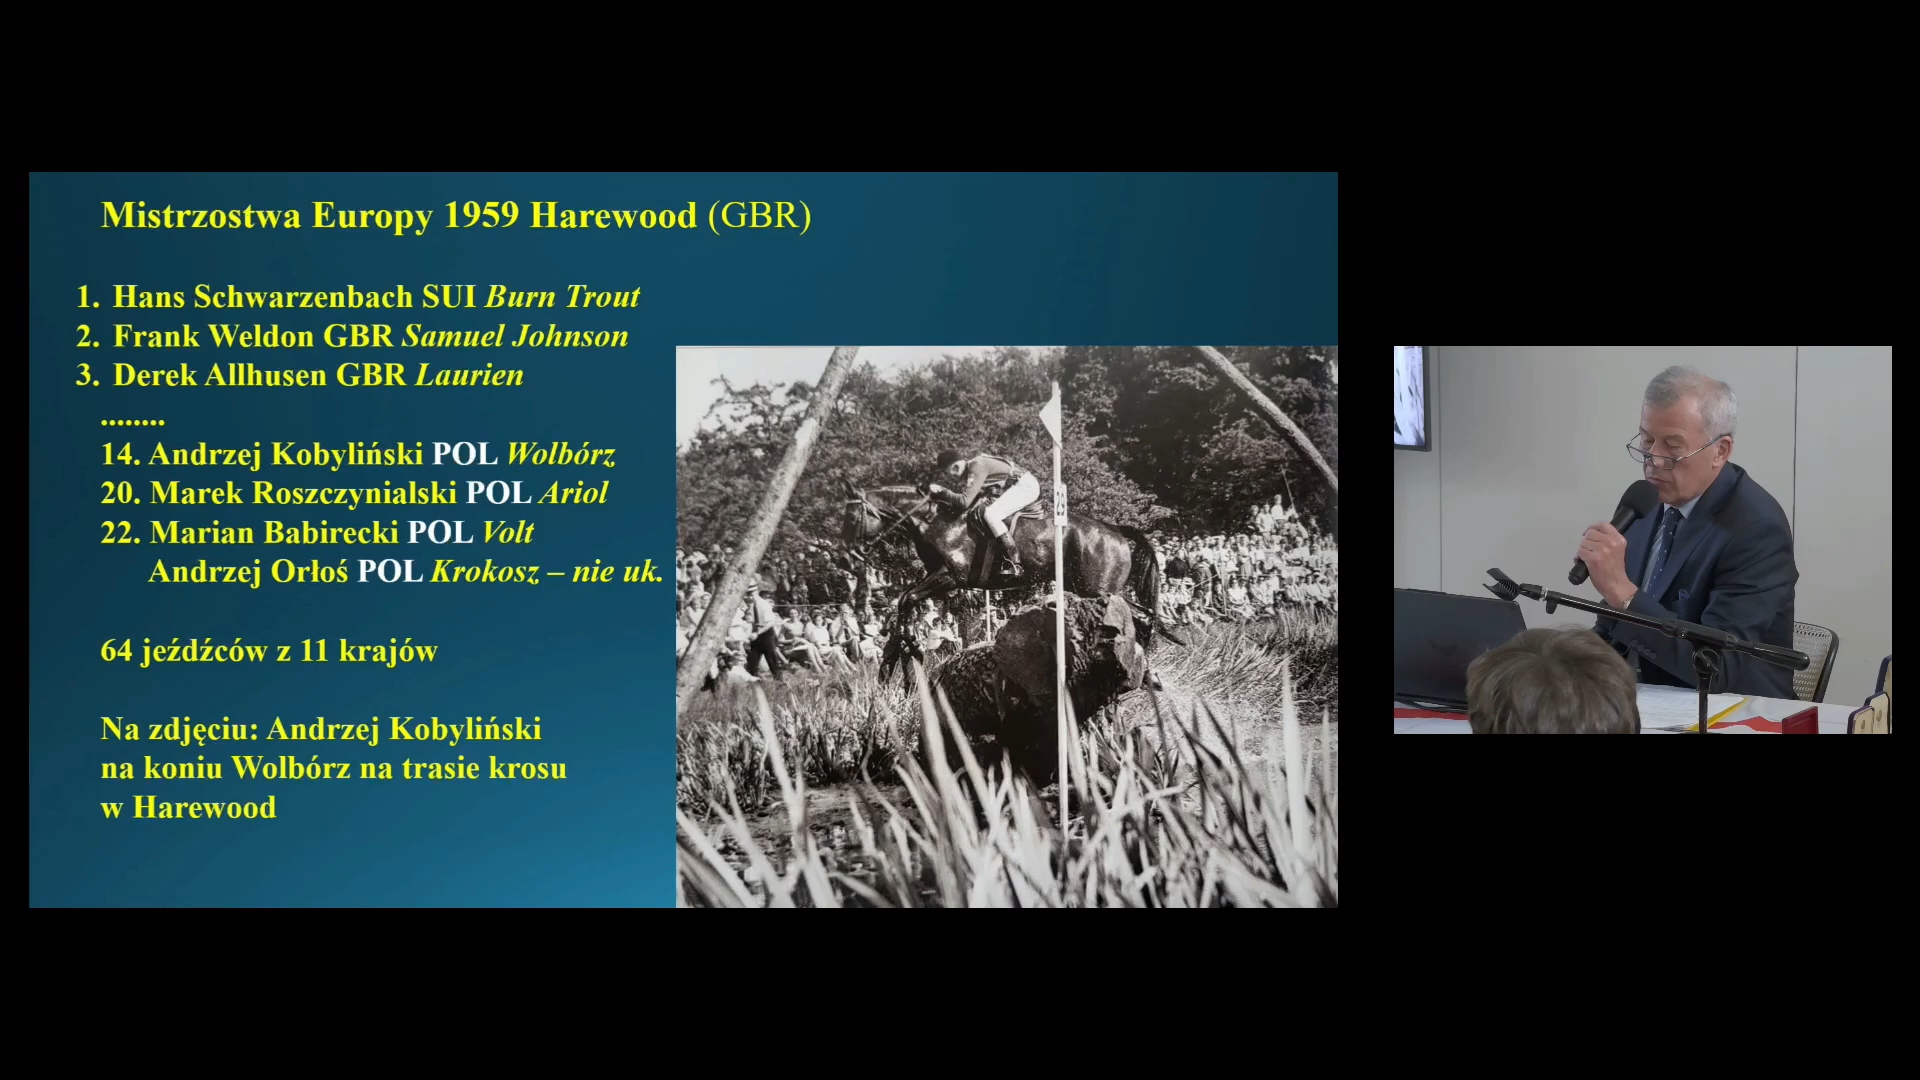 Mistrzostwa Europy 1959 Harewood (GBR)
1. Hans Schwarzenbach SUI Burn Trout
2. Frank Weldon GBR Samuel Johnson
3. Derek Allhusen GBR Laurien
........
14. Andrzej Kobyliński POL Wolbórz
20. Marek Roszczynialski POL Ariol
22. Marian Babirecki POL Volt
Andrzej Orłoś POL Krokosz – nie uk.
64 jeźdźców z 11 krajów
Na zdjęciu: Andrzej Kobyliński
na koniu Wolbórz na trasie krosu
w Harewood
29